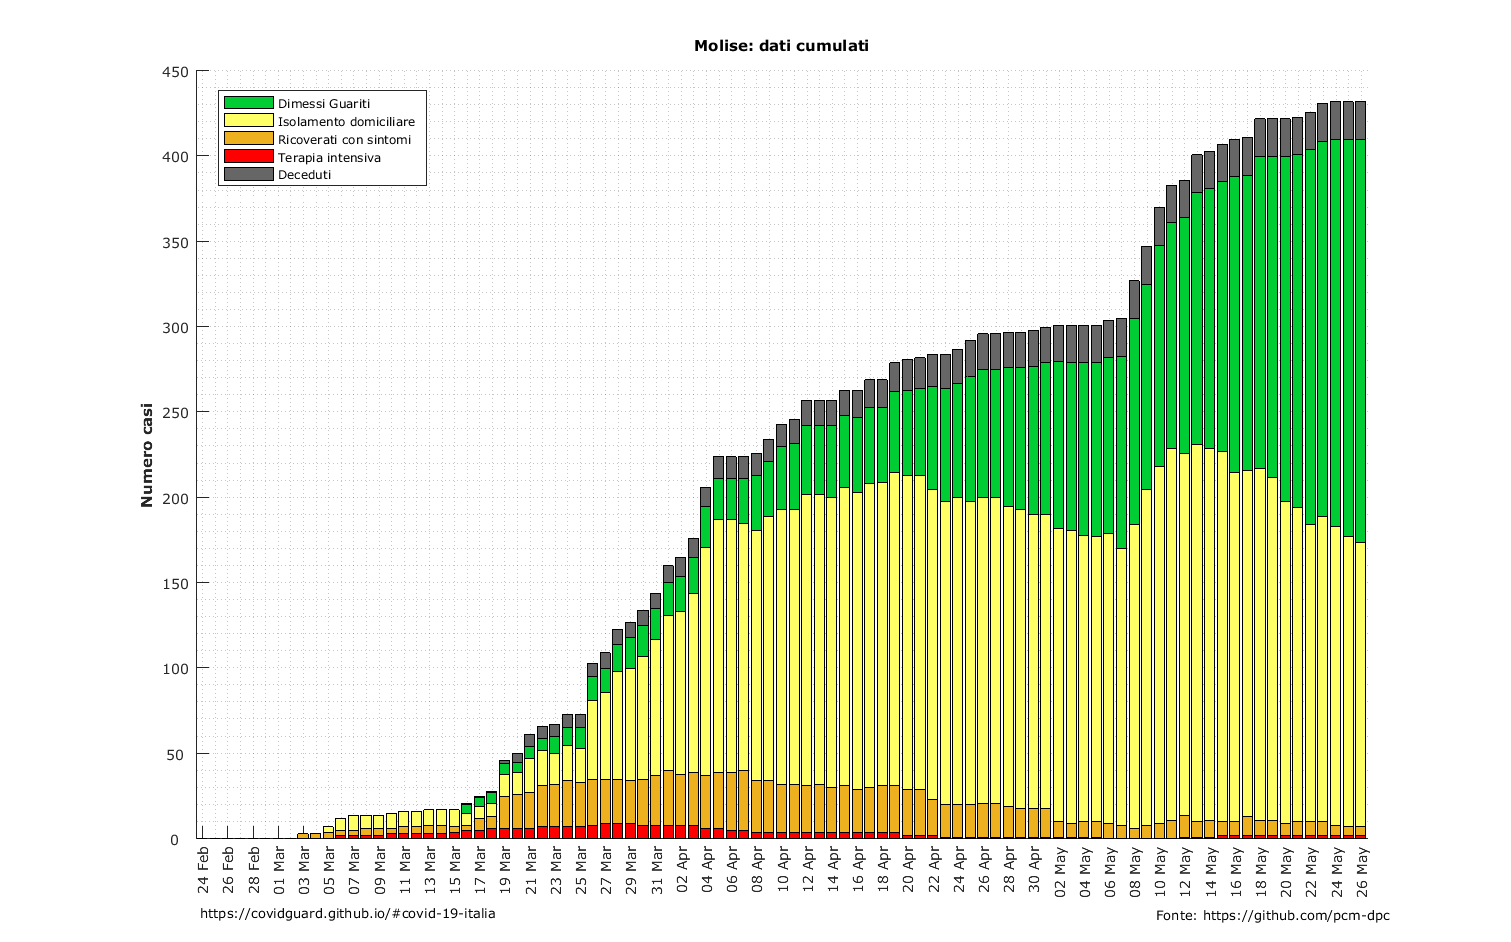 Molise: dati cumulati
450
400
350
300
250
200
150
100
50
0
Numero casi
Dimessi Guariti
Isolamento domiciliare
Ricoverati con sintomi
Terapia intensiva
Deceduti
24 Feb
26 Feb
28 Feb
01 Mar
03 Mar
05 Mar
07 Mar
09 Mar
11 Mar
13 Mar
15 Mar
17 Mar
19 Mar
21 Mar
23 Mar
25 Mar
27 Mar
29 Mar
31 Mar
02 Apr
04 Apr
06 Apr
08 Apr
10 Apr
12 Apr
14 Apr
16 Apr
18 Apr
20 Apr
22 Apr
24 Apr
26 Apr
28 Apr
30 Apr
02 May
04 May
06 May
08 May
10 May
12 May
14 May
16 May
18 May
20 May
22 May
24 May
26 May
https://covidguard.github.io/#covid-19-italia
Fonte: https://github.com/pcm-dpc